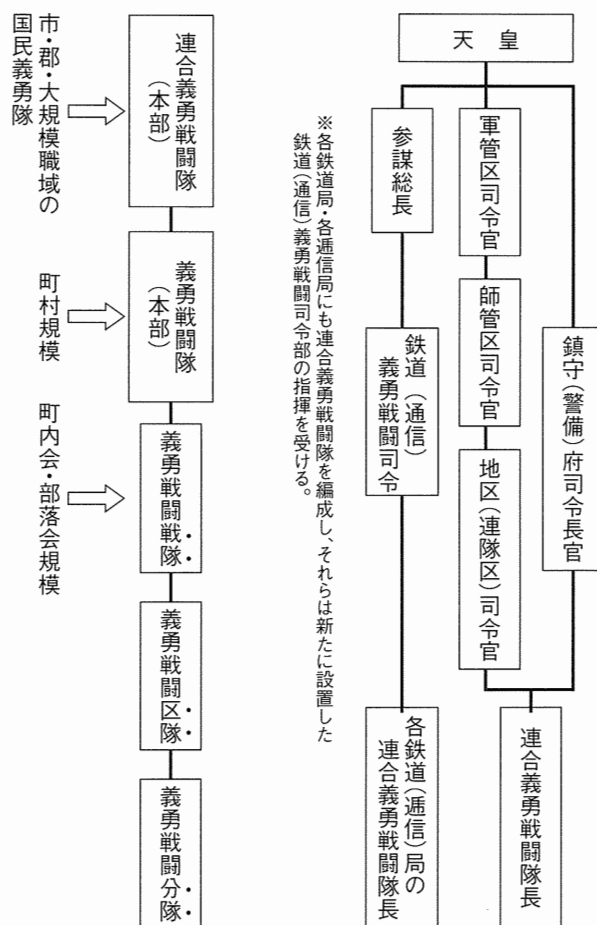 天皇
鎮守(警備)府司令長官
軍管区司令官
師管区司令官
地区(連隊区)司令官
連合義勇戦闘隊長
参謀総長
鉄道(通信)
義勇戦闘司令
各鉄道(逓信)局の
連合義勇戦闘隊長
※各鉄道局・各逓信局にも連合義勇戦闘隊を編成し、それらは新たに設置した
鉄道(通信)義勇戦闘司令部の指揮を受ける。
連合義勇戦闘隊
(本部)
義勇戦闘隊
(本部)
義勇戦闘戦隊
義勇戦闘区隊
義勇戦闘分隊
市・郡・大規模職域の
国民義勇隊
町村規模
町内会・部落会規模